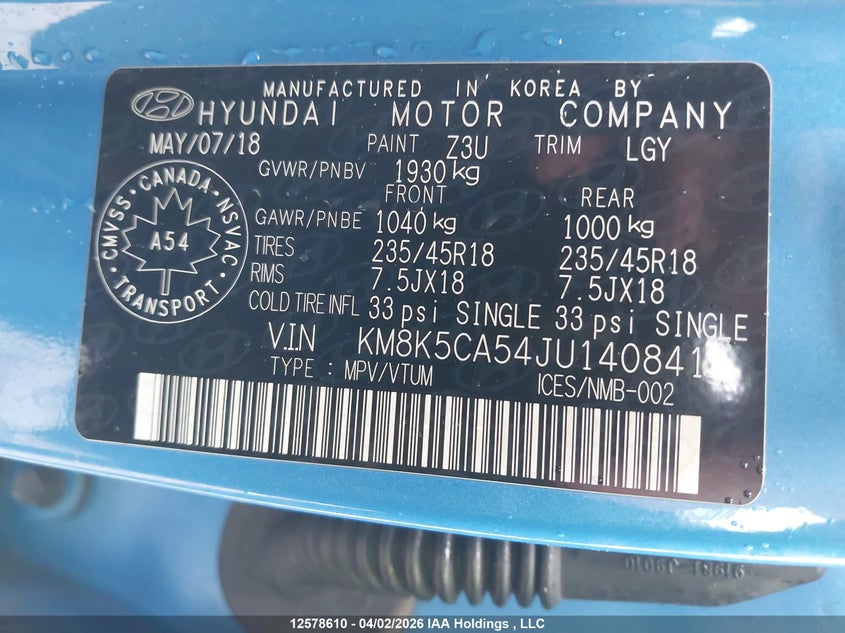 MANUFACTURED IN KOREA BY
HYUNDAI MOTOR COMPANY
MAY/07/18 PAINT Z3U TRIM LGY
GVWR/PNBV 1930 kg
FRONT REAR
GAWR/PNBE 1040 kg 1000 kg
TIRES 235/45R18 235/45R18
RIMS 7.5JX18 7.5JX18
COLD TIRE INFL 33 psi SINGLE 33 psi SINGLE
V.I.N KM8K5CA54JU140841
TYPE : MPV/VTUM ICES/NMB-002
CMVSS • CANADA • NSVAC
A54
TRANSPORT
91981-J9010
12578610 - 04/02/2026 IAA Holdings , LLC